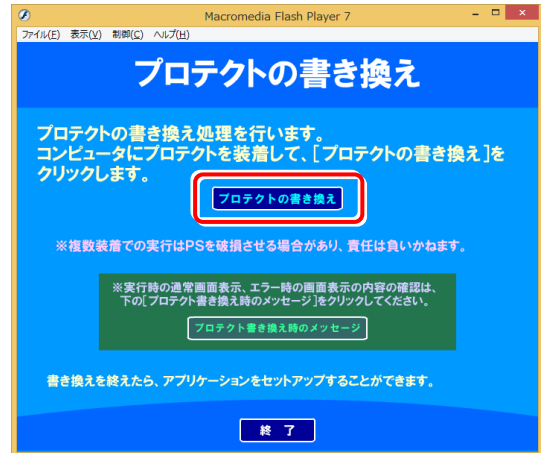 Macromedia Flash Player 7
ファイル(F) 表示(V) 制御(C) ヘルプ(H)
プロテクトの書き換え
プロテクトの書き換え処理を行います。
コンピュータにプロテクトを装着して、[プロテクトの書き換え]を
クリックします。
プロテクトの書き換え
※複数装着での実行はPSを破損させる場合があり、責任は負いかねます。
※実行時の通常画面表示、エラー時の画面表示の内容の確認は、
下の[プロテクト書き換え時のメッセージ]をクリックしてください。
プロテクト書き換え時のメッセージ
書き換えを終えたら、アプリケーションをセットアップすることができます。
終 了